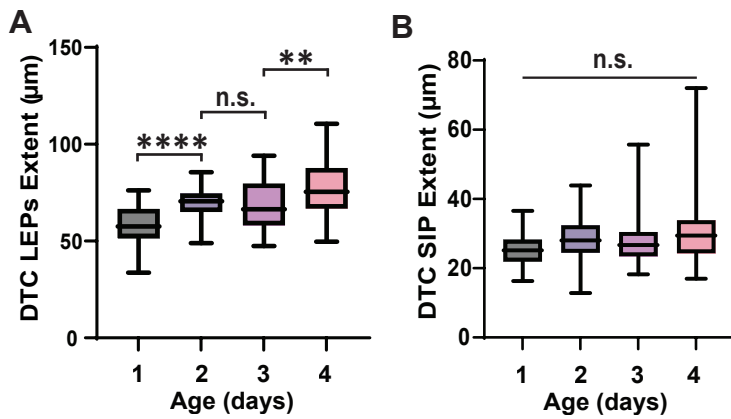 A
DTC LEPs Extent (µm)
150
100
50
0
****
n.s.
**
1 2 3 4
Age (days)
B
DTC SIP Extent (µm)
80
60
40
20
0
n.s.
1 2 3 4
Age (days)